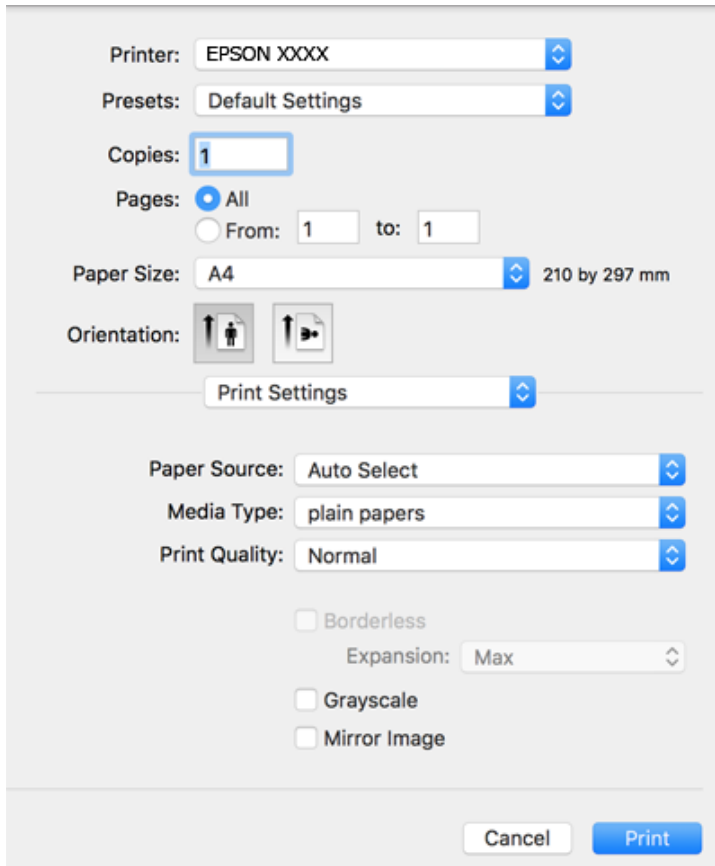 Printer: EPSON XXXX
Presets: Default Settings
Copies: 1
Pages: All
From: 1 to: 1
Paper Size: A4 210 by 297 mm
Orientation:
Print Settings
Paper Source: Auto Select
Media Type: plain papers
Print Quality: Normal
Borderless
Expansion: Max
Grayscale
Mirror Image
Cancel Print